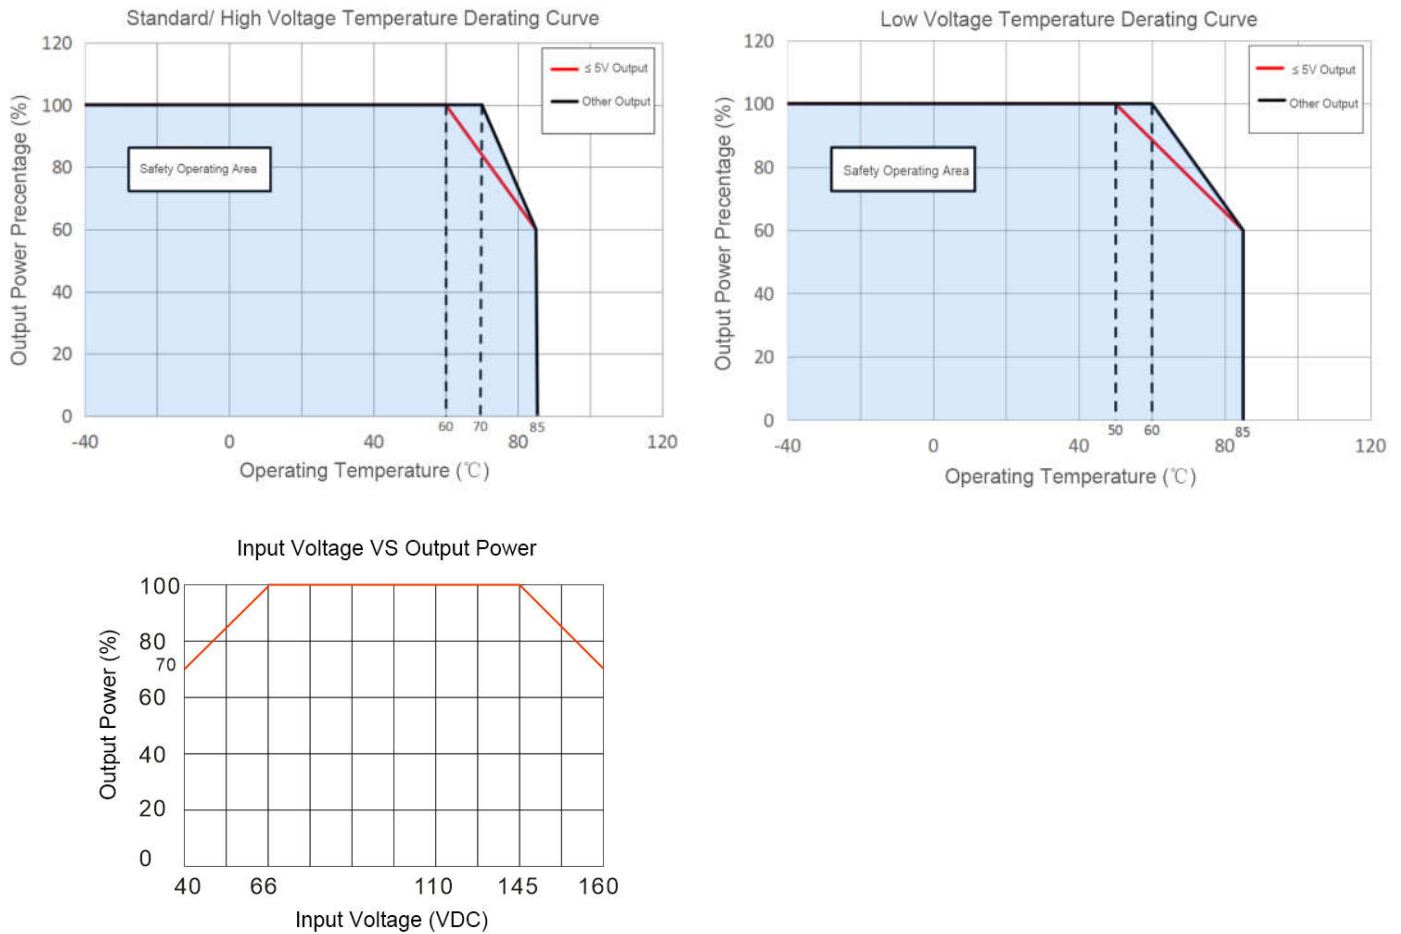 Standard/ High Voltage Temperature Derating Curve
120
100
80
60
40
20
0
Output Power Precentage (%)
≤ 5V Output
Other Output
Safety Operating Area
60 70 85
-40 0 40 80 120
Operating Temperature (℃)
Low Voltage Temperature Derating Curve
120
100
80
60
40
20
0
Output Power Precentage (%)
≤ 5V Output
Other Output
Safety Operating Area
50 60 85
-40 0 40 80 120
Operating Temperature (℃)
Input Voltage VS Output Power
100
80
70
60
40
20
0
Output Power (%)
40 66 110 145 160
Input Voltage (VDC)